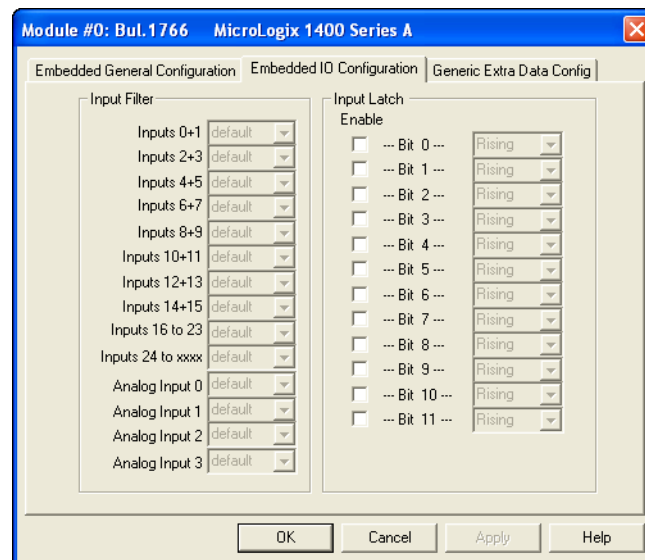 Module #0: Bul.1766 MicroLogix 1400 Series A
Embedded General Configuration Embedded IO Configuration Generic Extra Data Config
Input Filter
Inputs 0+1 default
Inputs 2+3 default
Inputs 4+5 default
Inputs 6+7 default
Inputs 8+9 default
Inputs 10+11 default
Inputs 12+13 default
Inputs 14+15 default
Inputs 16 to 23 default
Inputs 24 to xxxx default
Analog Input 0 default
Analog Input 1 default
Analog Input 2 default
Analog Input 3 default
Input Latch
Enable
--- Bit 0 --- Rising
--- Bit 1 --- Rising
--- Bit 2 --- Rising
--- Bit 3 --- Rising
--- Bit 4 --- Rising
--- Bit 5 --- Rising
--- Bit 6 --- Rising
--- Bit 7 --- Rising
--- Bit 8 --- Rising
--- Bit 9 --- Rising
--- Bit 10 --- Rising
--- Bit 11 --- Rising
OK Cancel Apply Help